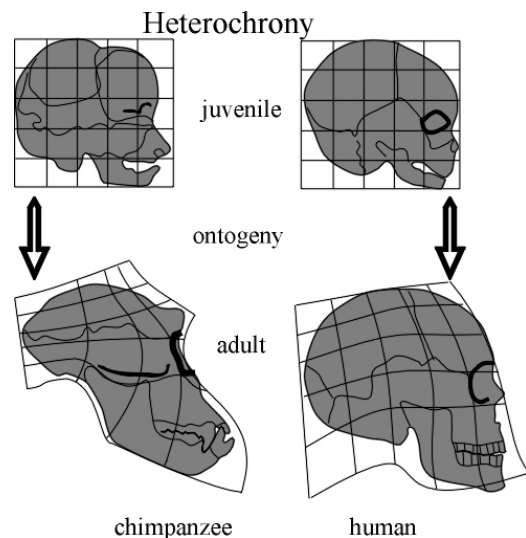 Heterochrony
juvenile
ontogeny
adult
chimpanzee human